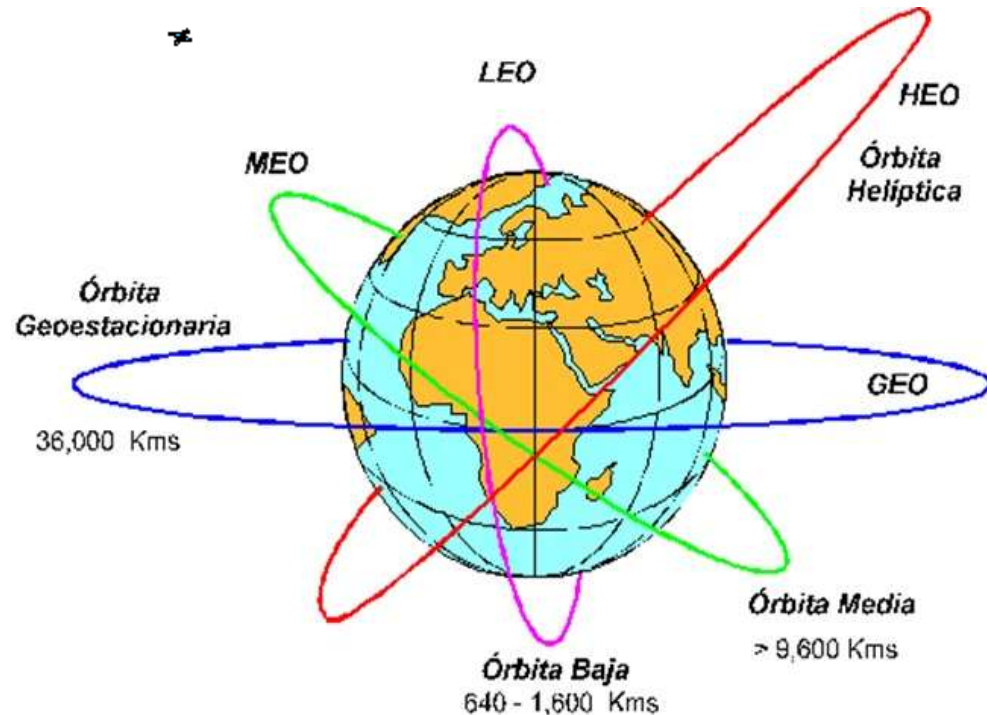 LEO
HEO
Órbita
Helíptica
MEO
Órbita
Geoestacionaria
GEO
36,000 Kms
Órbita Media
> 9,600 Kms
Órbita Baja
640 - 1,600 Kms